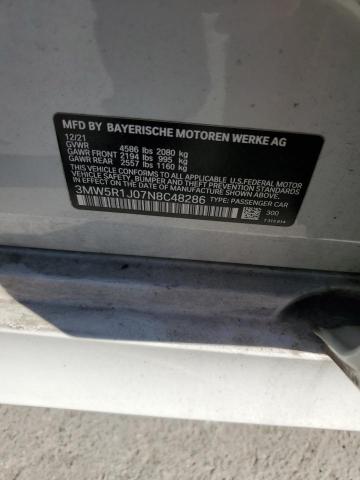 MFD BY BAYERISCHE MOTOREN WERKE AG
12/21
GVWR 4586 lbs 2080 kg
GAWR FRONT 2194 lbs 995 kg
GAWR REAR 2557 lbs 1160 kg
THIS VEHICLE CONFORMS TO ALL APPLICABLE U.S.FEDERAL MOTOR
VEHICLE SAFETY, BUMPER, AND THEFT PREVENTION STANDARDS IN
EFFECT ON THE DATE OF MANUFACTURE SHOWN ABOVE.
3MW5R1J07N8C48286 TYPE: PASSENGER CAR
300